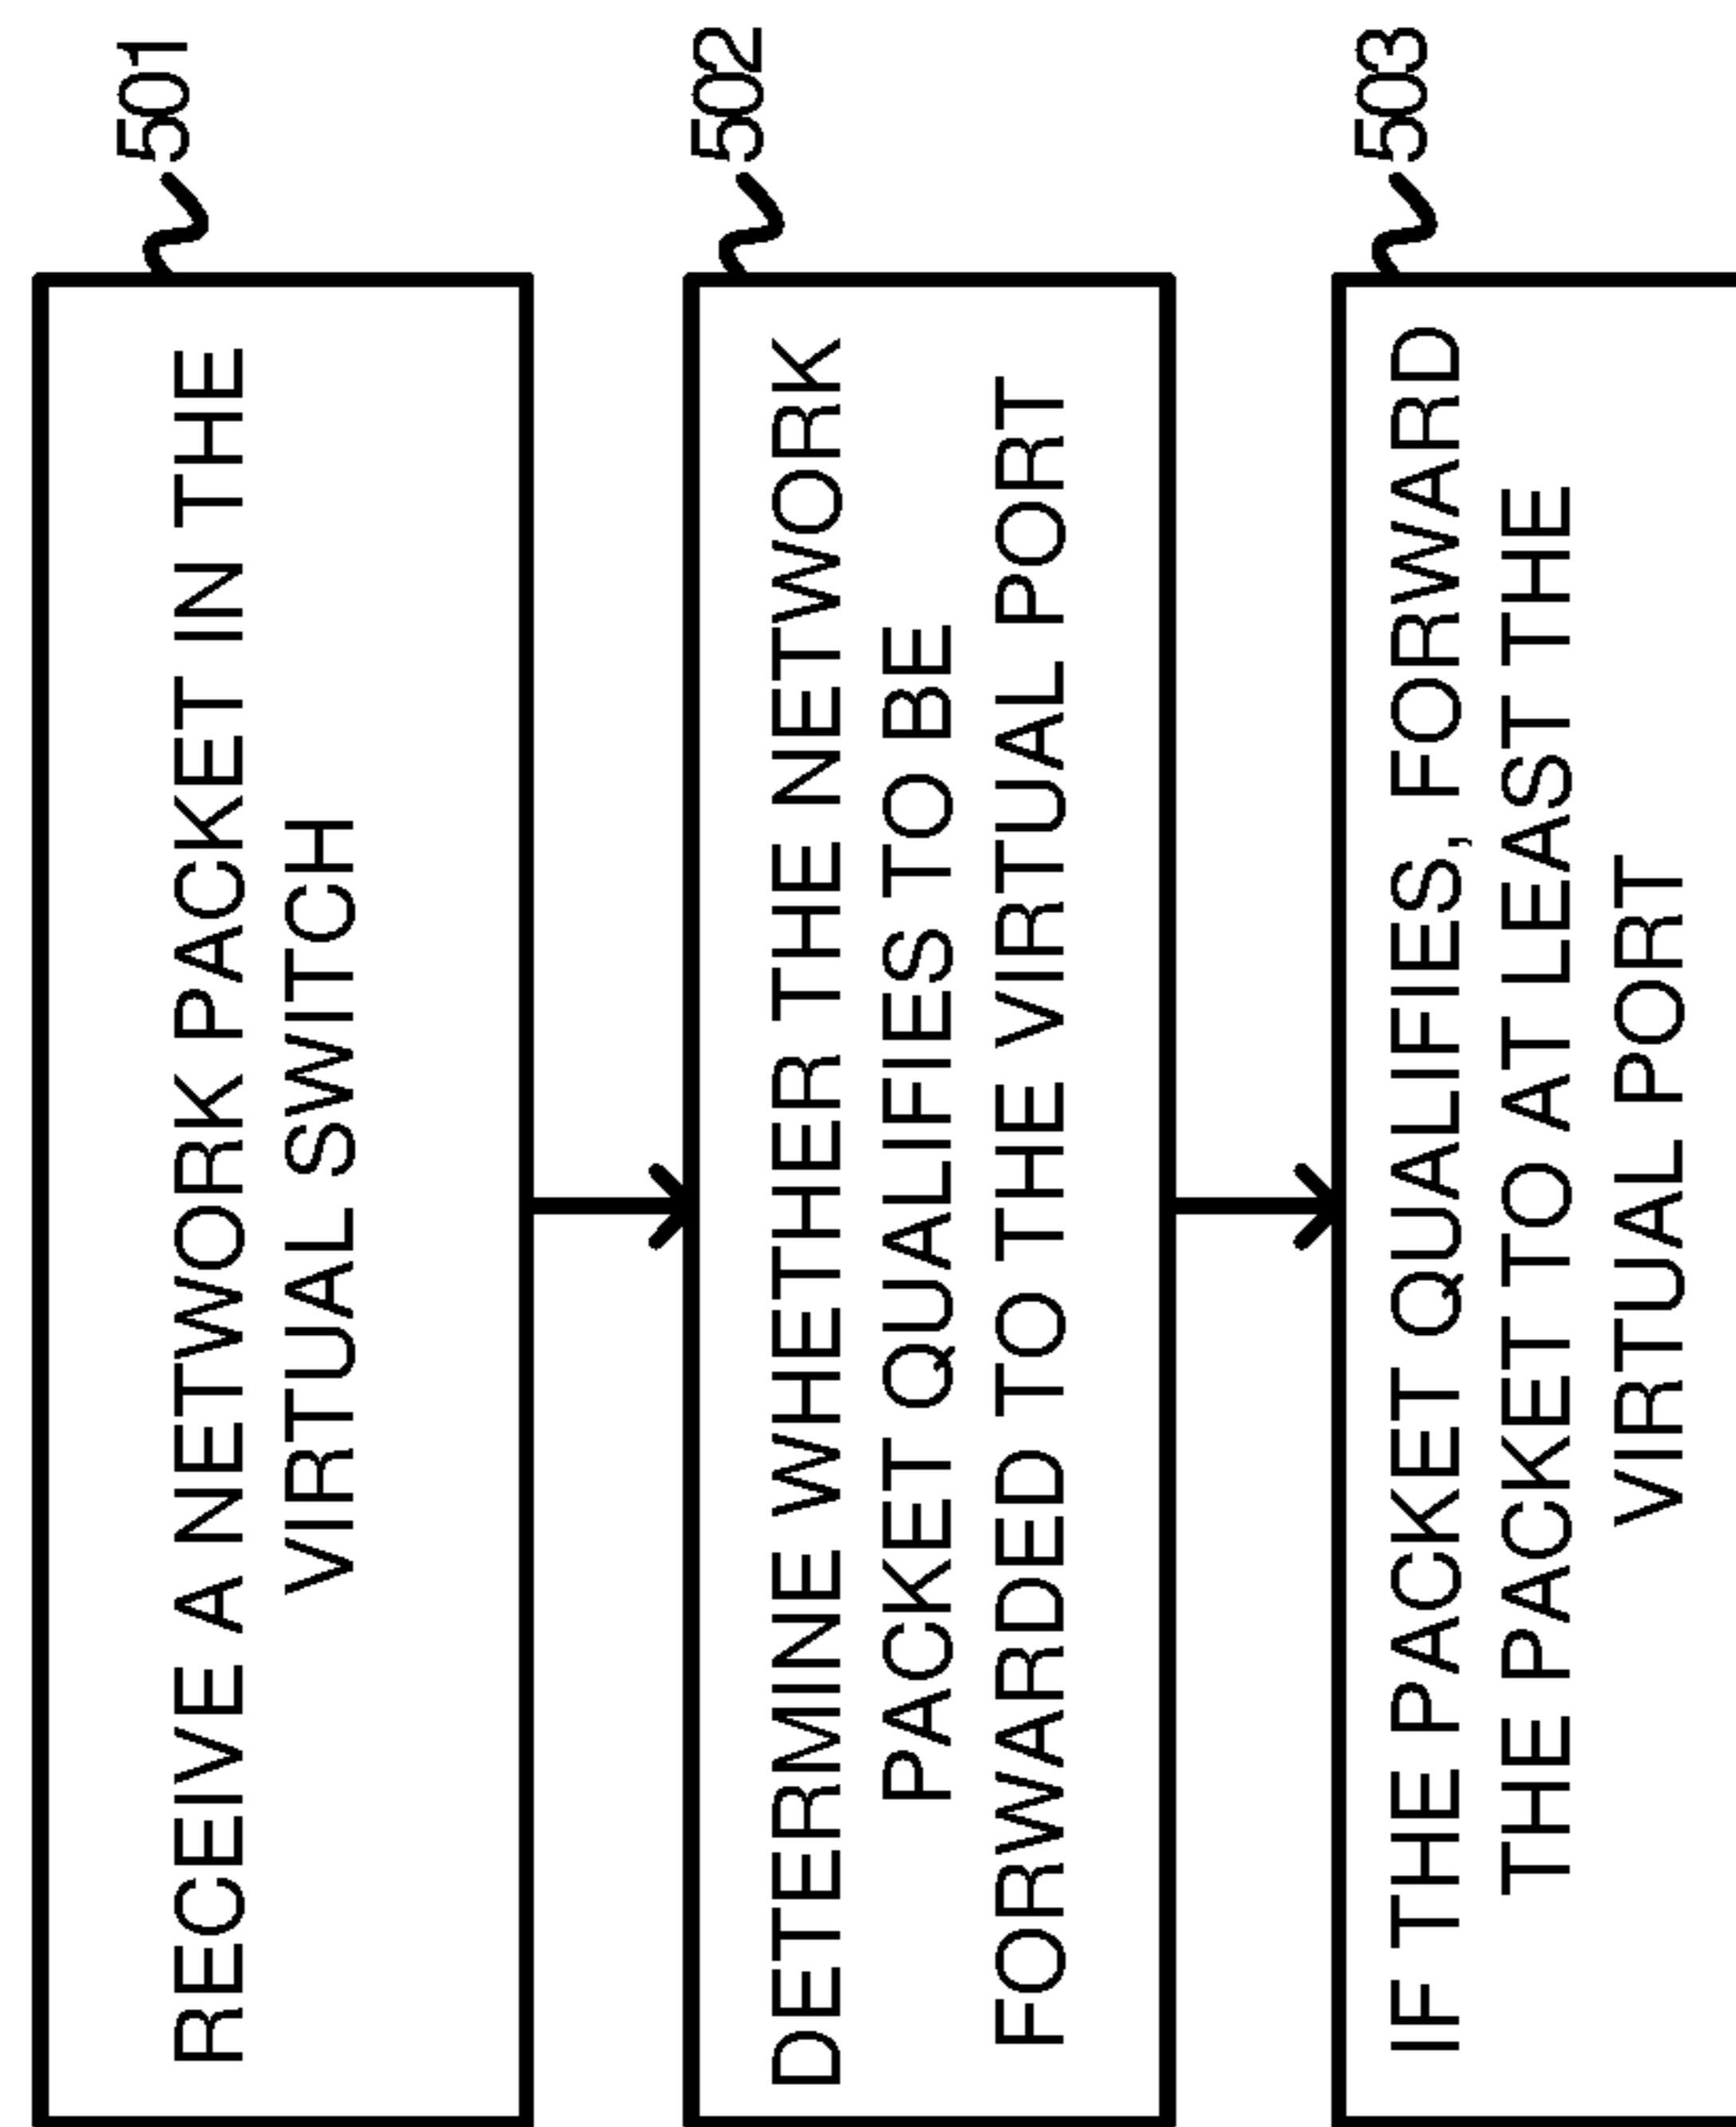 501
RECEIVE A NETWORK PACKET IN THE
VIRTUAL SWITCH
502
DETERMINE WHETHER THE NETWORK
PACKET QUALIFIES TO BE
FORWARDED TO THE VIRTUAL PORT
503
IF THE PACKET QUALIFIES, FORWARD
THE PACKET TO AT LEAST THE
VIRTUAL PORT